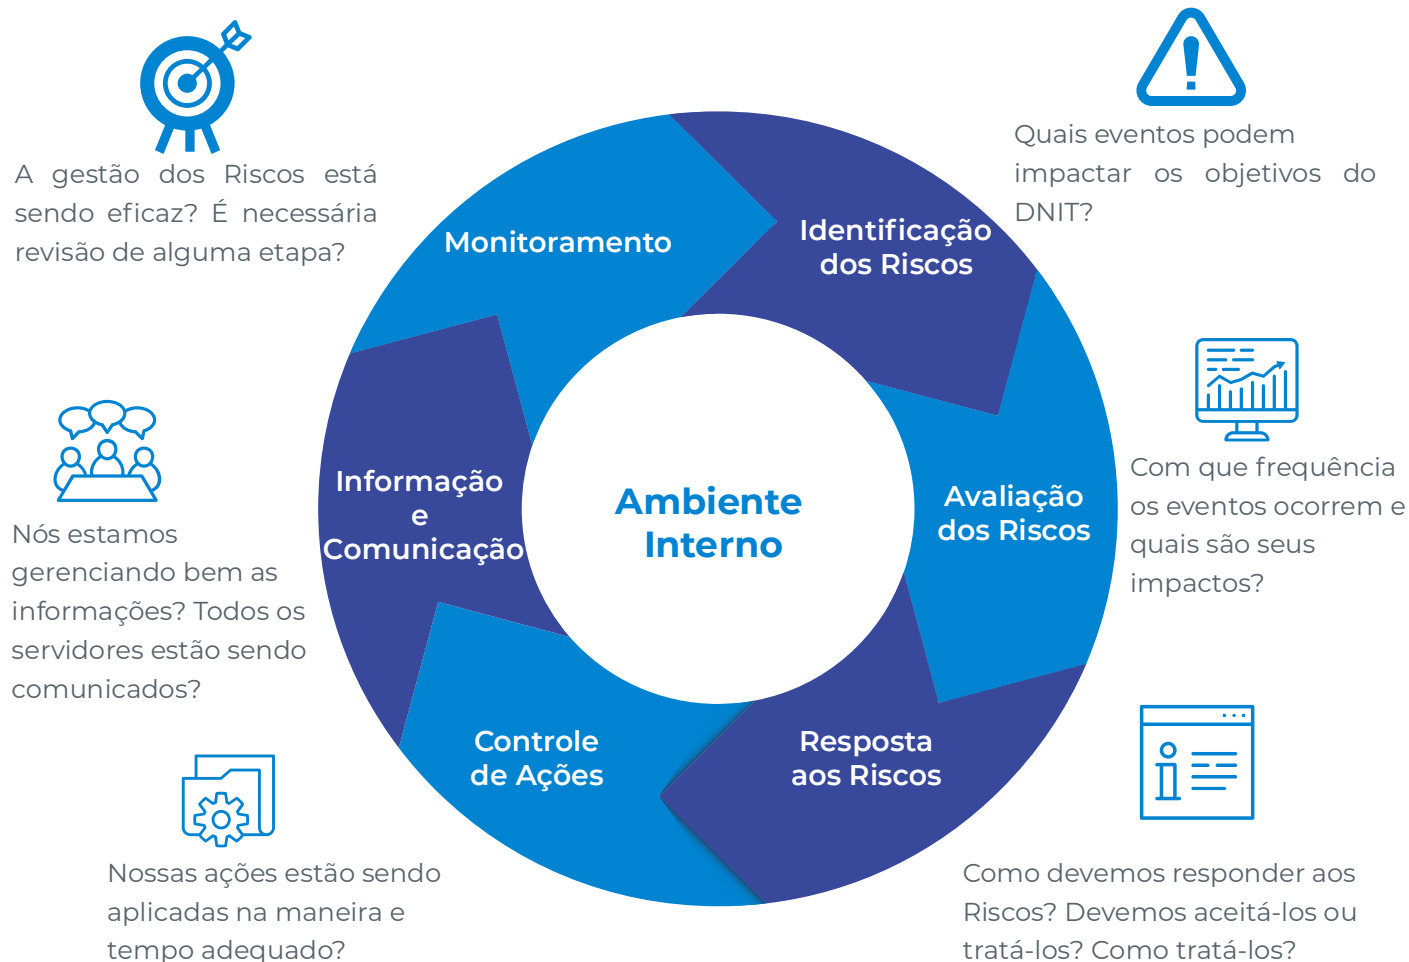 A gestão dos Riscos está
sendo eficaz? É necessária
revisão de alguma etapa?
Quais eventos podem
impactar os objetivos do
DNIT?
Monitoramento
Identificação
dos Riscos
Informação
e
Comunicação
Ambiente
Interno
Avaliação
dos Riscos
Com que frequência
os eventos ocorrem e
quais são seus
impactos?
Nós estamos
gerenciando bem as
informações? Todos os
servidores estão sendo
comunicados?
Controle
de Ações
Resposta
aos Riscos
Nossas ações estão sendo
aplicadas na maneira e
tempo adequado?
Como devemos responder aos
Riscos? Devemos aceitá-los ou
tratá-los? Como tratá-los?